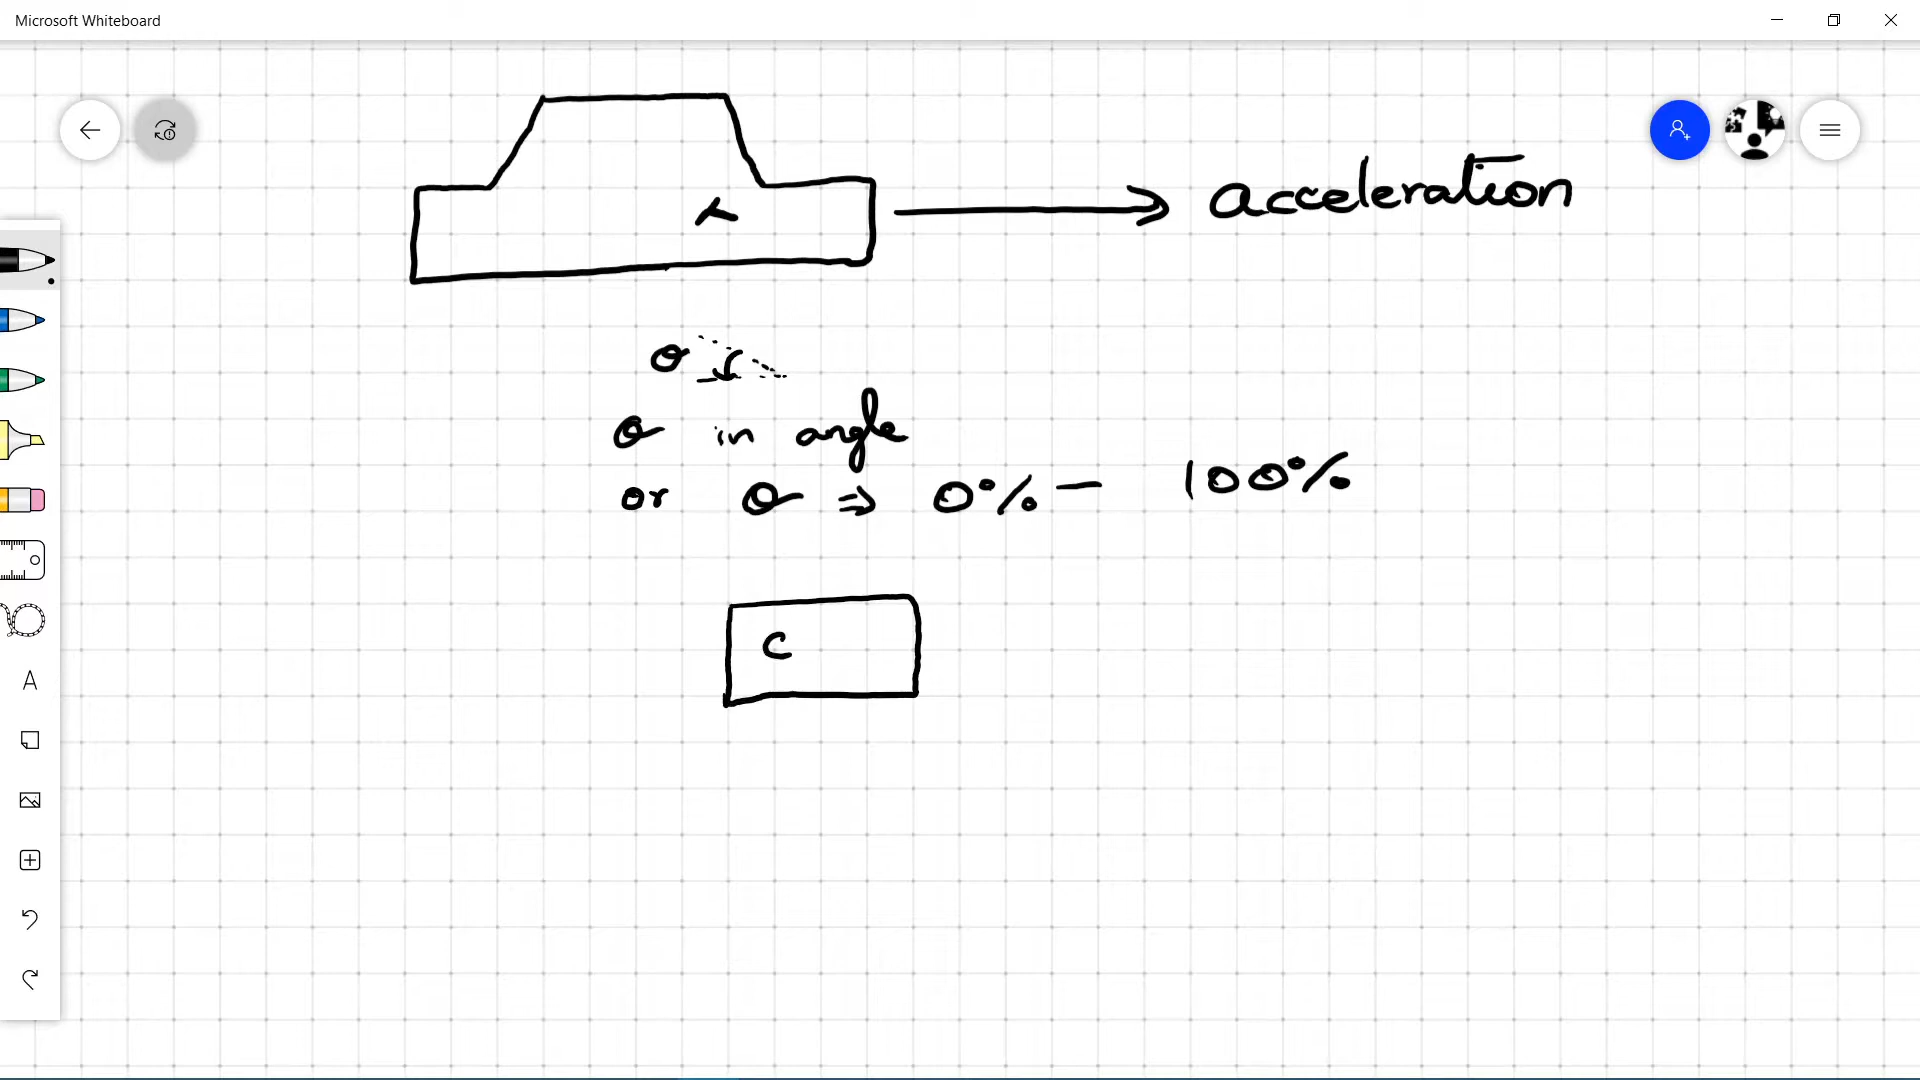 Microsoft Whiteboard
acceleration
θ
θ in angle
or θ ⇒ 0% - 100%
C
A